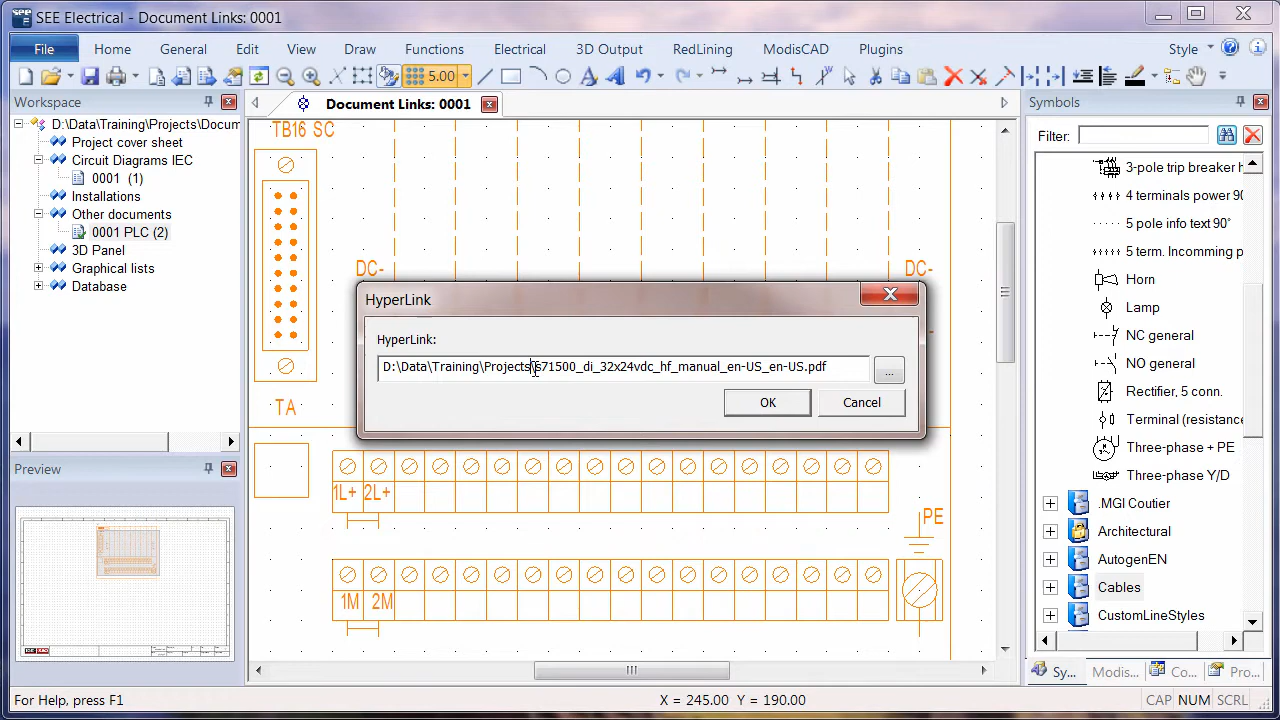 SEE Electrical - Document Links: 0001
File Home General Edit View Draw Functions Electrical 3D Output RedLining ModisCAD Plugins Style
5.00
Workspace
D:\Data\Training\Projects\Docum
Project cover sheet
Circuit Diagrams IEC
0001 (1)
Installations
Other documents
0001 PLC (2)
3D Panel
Graphical lists
Database
Preview
Document Links: 0001
TB16 SC
DC-
DC-
TA
1L+ 2L+
PE
1M 2M
HyperLink
HyperLink:
D:\Data\Training\Projects\s71500_di_32x24vdc_hf_manual_en-US_en-US.pdf
...
OK Cancel
Symbols
Filter:
3-pole trip breaker h
4 terminals power 90
5 pole info text 90°
5 term. Incomming p
Horn
Lamp
NC general
NO general
Rectifier, 5 conn.
Terminal (resistance
Three-phase + PE
Three-phase Y/D
.MGI Coutier
Architectural
AutogenEN
Cables
CustomLineStyles
Sy... Modis... Co... Pro...
For Help, press F1 X = 245.00 Y = 190.00 CAP NUM SCRL